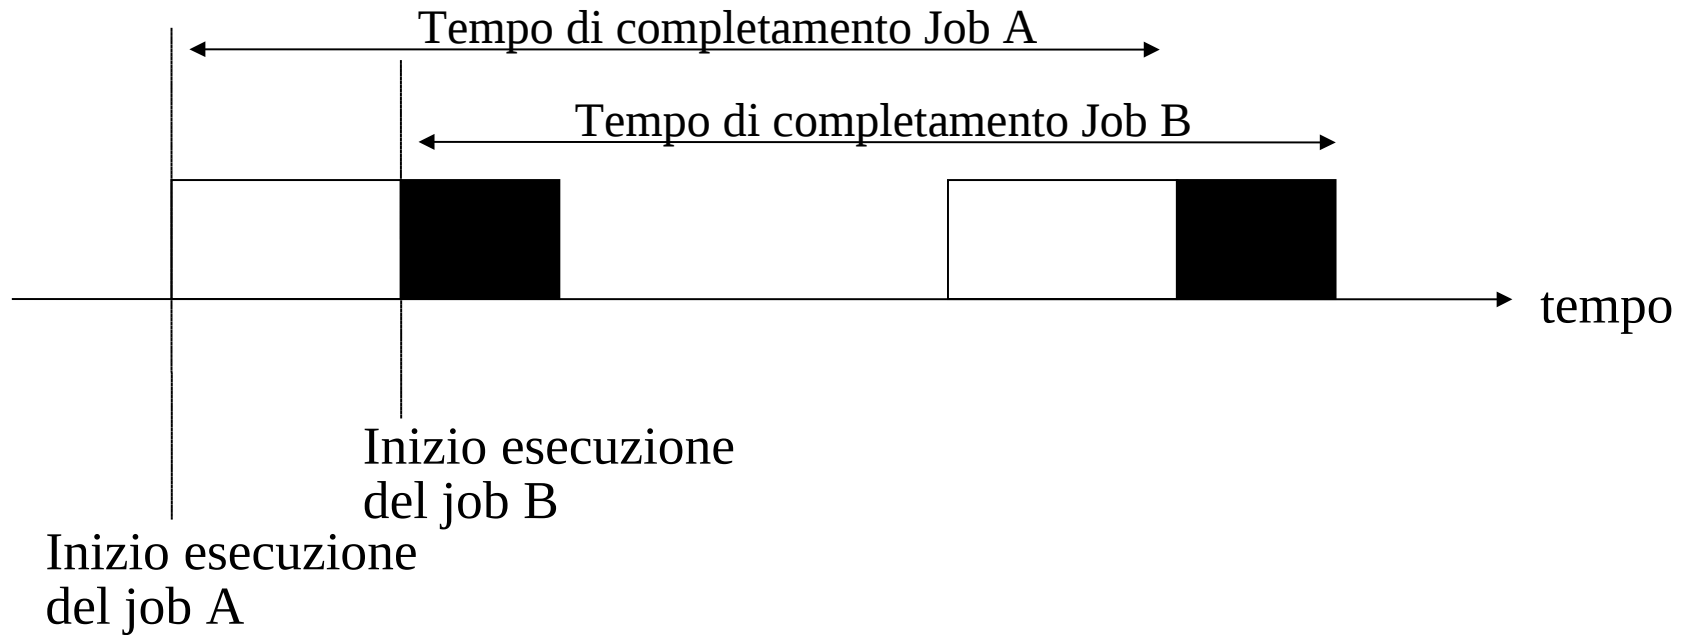 Tempo di completamento Job A
Tempo di completamento Job B
tempo
Inizio esecuzione
del job B
Inizio esecuzione
del job A